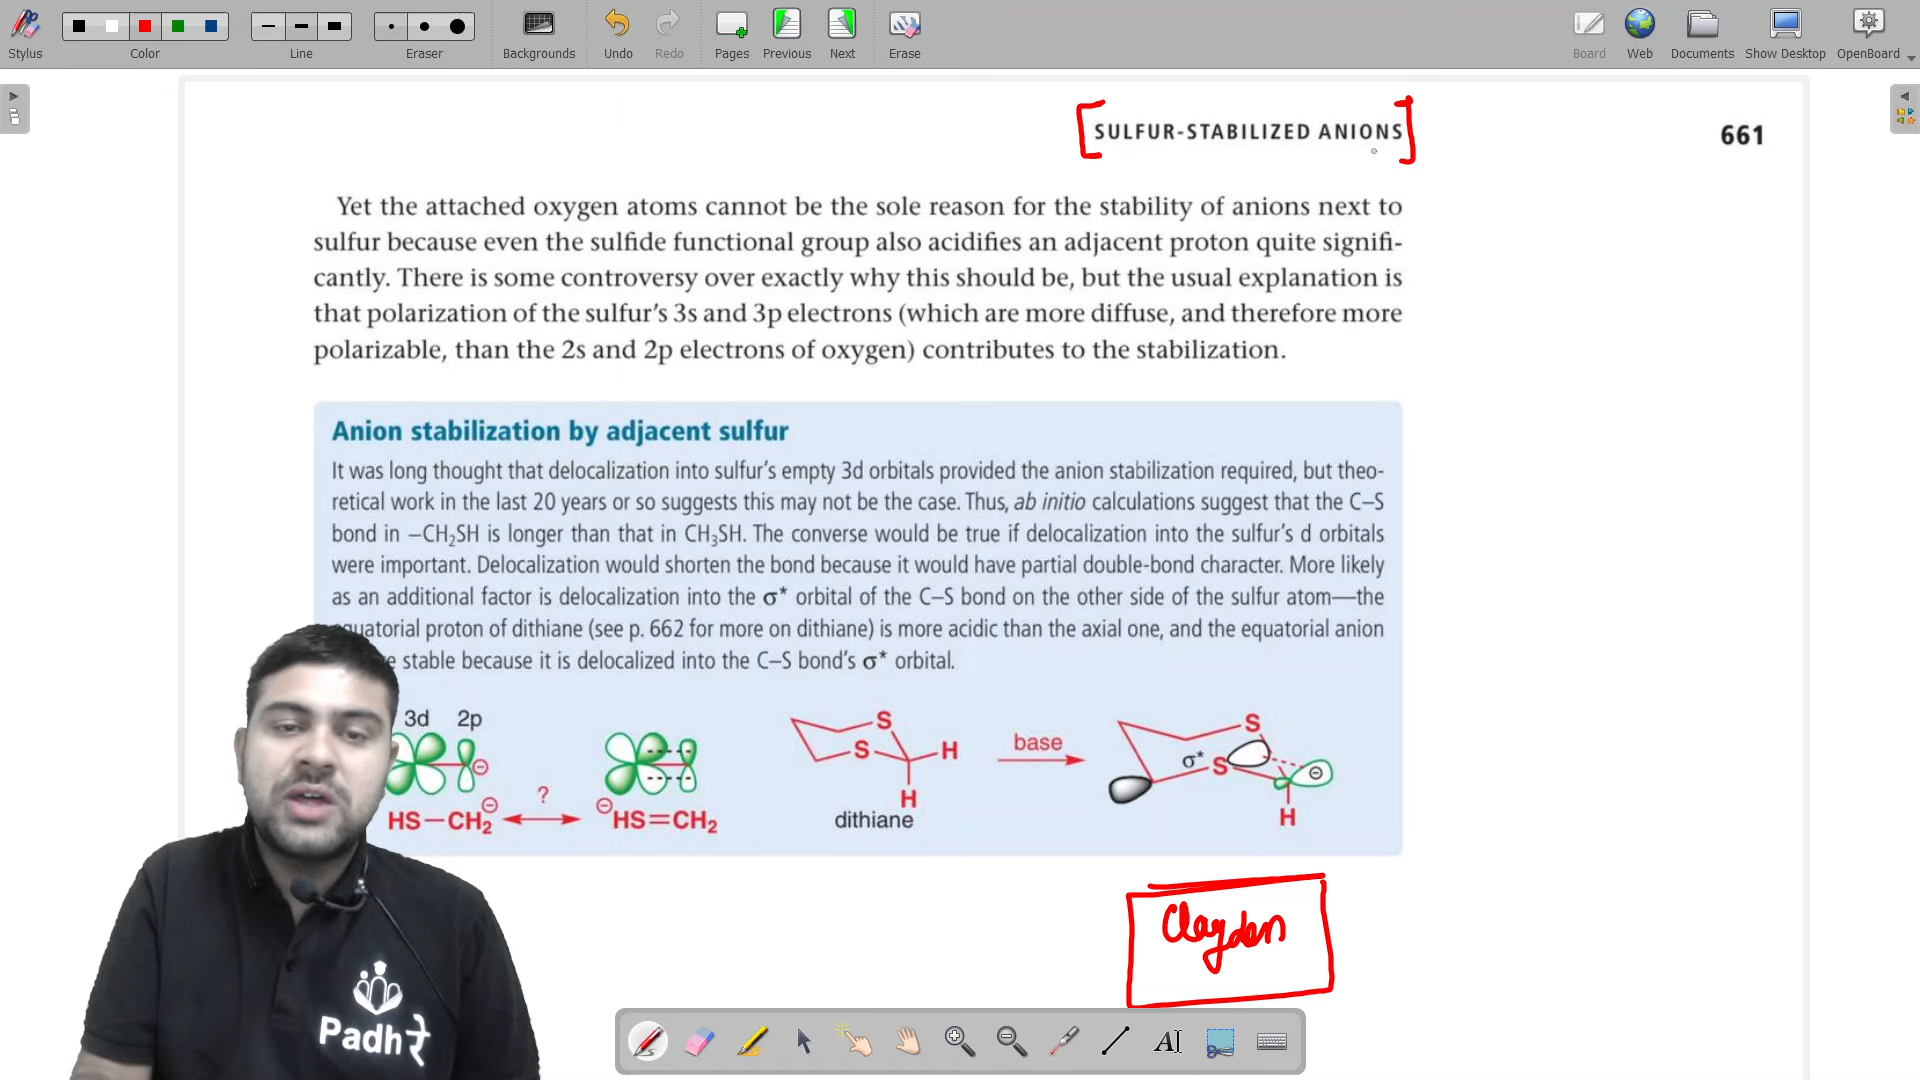 Stylus
Color
Line
Eraser
Backgrounds
Undo
Redo
Pages
Previous
Next
Erase
Board
Web
Documents
Show Desktop
OpenBoard
SULFUR-STABILIZED ANIONS
661
Yet the attached oxygen atoms cannot be the sole reason for the stability of anions next to
sulfur because even the sulfide functional group also acidifies an adjacent proton quite signifi-
cantly. There is some controversy over exactly why this should be, but the usual explanation is
that polarization of the sulfur's 3s and 3p electrons (which are more diffuse, and therefore more
polarizable, than the 2s and 2p electrons of oxygen) contributes to the stabilization.
Anion stabilization by adjacent sulfur
It was long thought that delocalization into sulfur's empty 3d orbitals provided the anion stabilization required, but theo-
retical work in the last 20 years or so suggests this may not be the case. Thus, ab initio calculations suggest that the C–S
bond in –CH₂SH is longer than that in CH₃SH. The converse would be true if delocalization into the sulfur's d orbitals
were important. Delocalization would shorten the bond because it would have partial double-bond character. More likely
as an additional factor is delocalization into the σ* orbital of the C–S bond on the other side of the sulfur atom—the
quatorial proton of dithiane (see p. 662 for more on dithiane) is more acidic than the axial one, and the equatorial anion
stable because it is delocalized into the C–S bond's σ* orbital.
3d 2p
⊖
HS–CH₂⊖
?
⊖HS=CH₂
S
S
H
H
dithiane
base
S
σ*
S
⊖
H
Clayden
Padhरे
AI